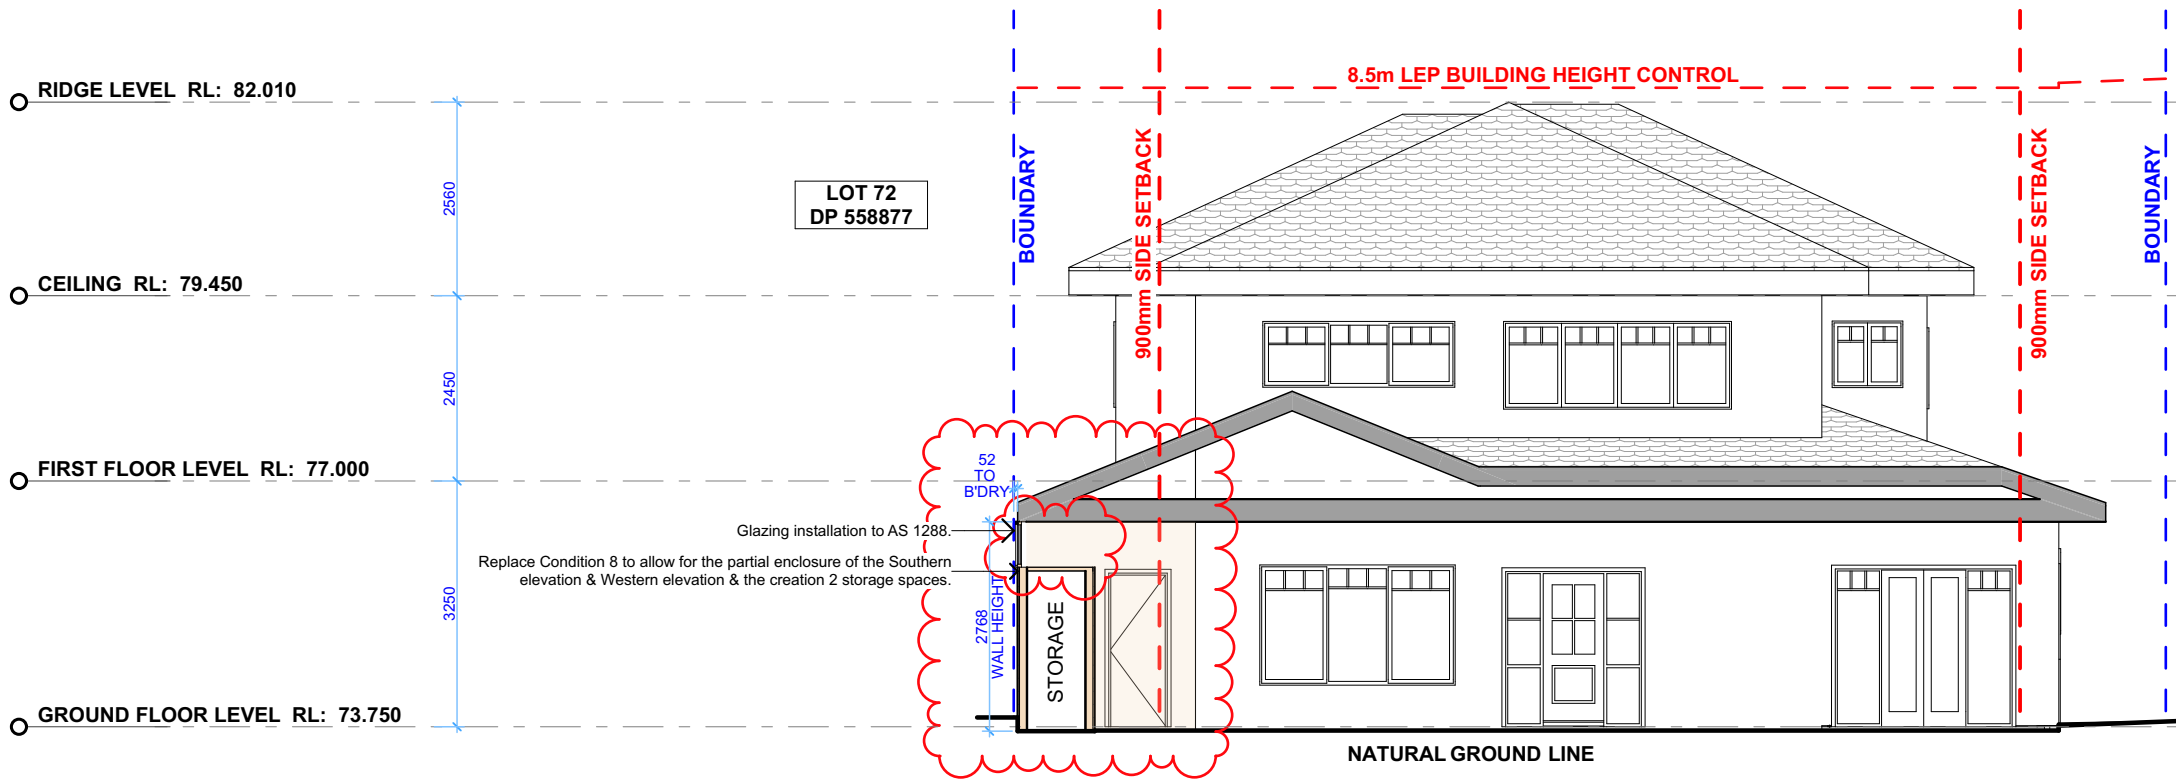 8.5m LEP BUILDING HEIGHT CONTROL
RIDGE LEVEL RL: 82.010
2560
LOT 72
DP 558877
BOUNDARY
900mm SIDE SETBACK
900mm SIDE SETBACK
BOUNDARY
CEILING RL: 79.450
2450
FIRST FLOOR LEVEL RL: 77.000
52
TO
B'DRY
Glazing installation to AS 1288.
Replace Condition 8 to allow for the partial enclosure of the Southern
elevation & Western elevation & the creation 2 storage spaces.
3250
2768
WALL HEIGHT
STORAGE
GROUND FLOOR LEVEL RL: 73.750
NATURAL GROUND LINE